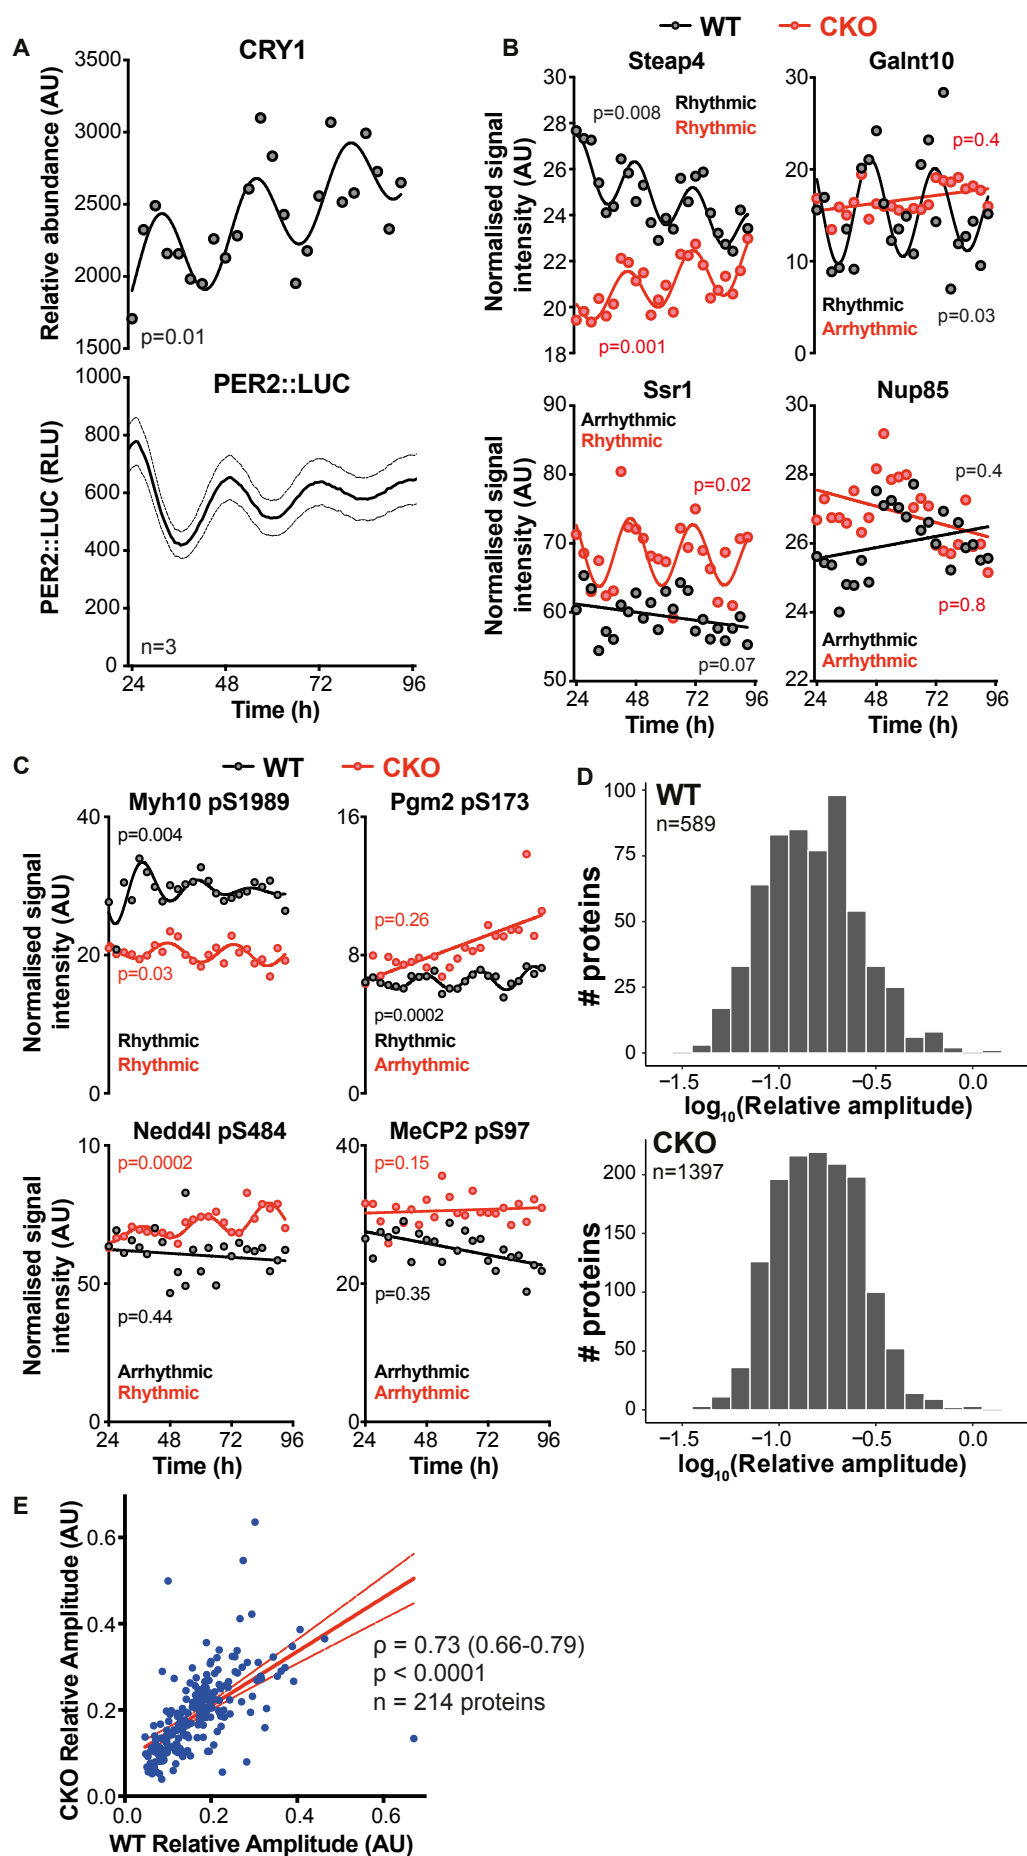 A
CRY1
Relative abundance (AU)
3500
3000
2500
2000
1500
p=0.01
PER2::LUC
PER2::LUC (RLU)
1000
800
600
400
200
0
n=3
24 48 72 96
Time (h)
WT CKO
B
Steap4
Normalised signal
intensity (AU)
30
28
26
24
22
20
18
p=0.008
Rhythmic
Rhythmic
p=0.001
Galnt10
30
20
10
0
p=0.4
Rhythmic
Arrhythmic
p=0.03
Ssr1
Normalised signal
intensity (AU)
90
80
70
60
50
Arrhythmic
Rhythmic
p=0.02
p=0.07
24 48 72 96
Time (h)
Nup85
30
28
26
24
22
p=0.4
p=0.8
Arrhythmic
Arrhythmic
24 48 72 96
Time (h)
C
WT CKO
Myh10 pS1989
Normalised signal
intensity (AU)
40
20
0
p=0.004
p=0.03
Rhythmic
Rhythmic
Pgm2 pS173
16
8
0
p=0.26
p=0.0002
Rhythmic
Arrhythmic
Nedd4l pS484
Normalised signal
intensity (AU)
10
50
0
p=0.0002
p=0.44
Arrhythmic
Rhythmic
24 48 72 96
Time (h)
MeCP2 pS97
40
20
0
p=0.15
p=0.35
Arrhythmic
Arrhythmic
24 48 72 96
Time (h)
D
WT
n=589
# proteins
100
75
50
25
0
−1.5 −1.0 −0.5 0.0
log10(Relative amplitude)
CKO
n=1397
# proteins
200
150
100
50
0
−1.5 −1.0 −0.5 0.0
log10(Relative amplitude)
E
CKO Relative Amplitude (AU)
0.6
0.4
0.2
0.0
ρ = 0.73 (0.66-0.79)
p < 0.0001
n = 214 proteins
0.0 0.2 0.4 0.6
WT Relative Amplitude (AU)